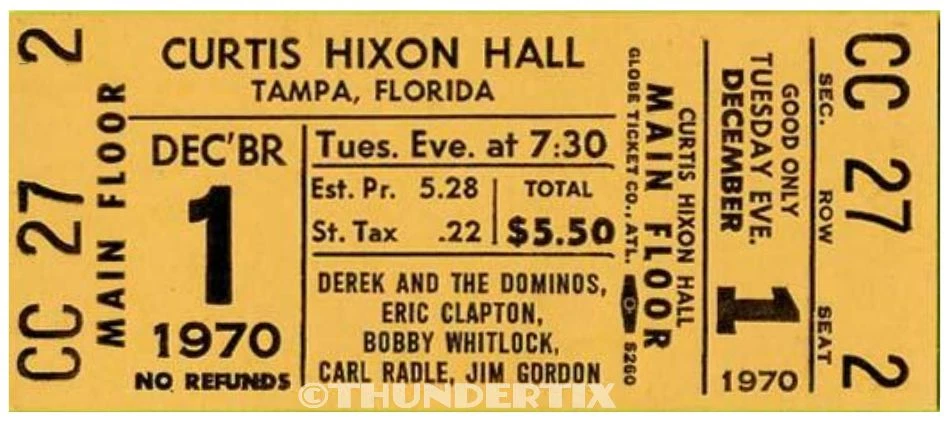 CC 27 2
MAIN FLOOR
CURTIS HIXON HALL
TAMPA, FLORIDA
DEC'BR
1
1970
NO REFUNDS
Tues. Eve. at 7:30
Est. Pr. 5.28
St. Tax .22
TOTAL
$5.50
DEREK AND THE DOMINOS,
ERIC CLAPTON,
BOBBY WHITLOCK,
CARL RADLE, JIM GORDON
©THUNDERTIX
CURTIS HIXON HALL
MAIN FLOOR
GLOBE TICKET CO., ATL. 5260
GOOD ONLY
TUESDAY EVE.
DECEMBER
1
1970
SEC. ROW SEAT
CC 27 2